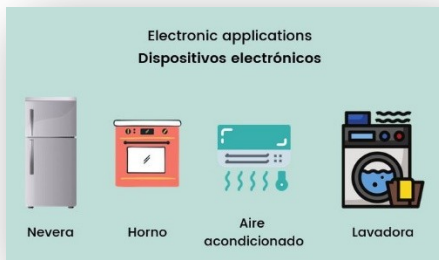 Electronic applications
Dispositivos electrónicos
Nevera
Horno
Aire
acondicionado
Lavadora